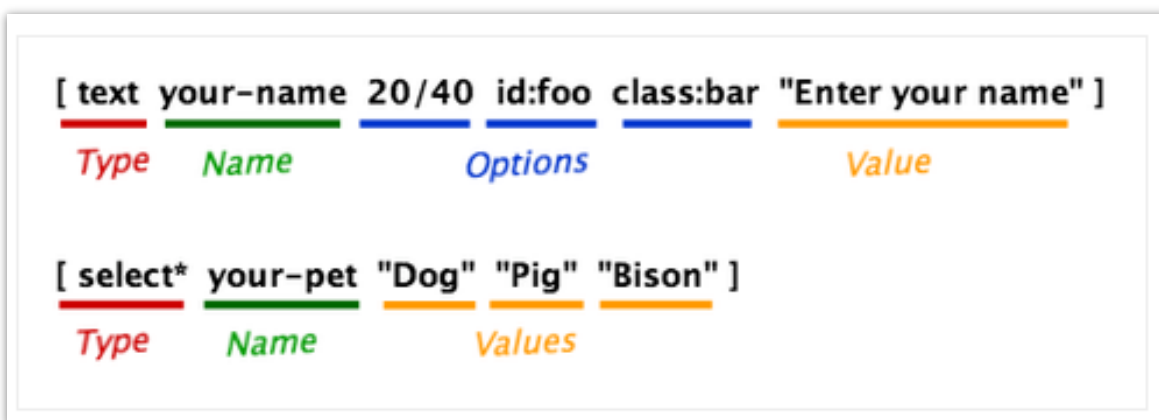 [ text your-name 20/40 id:foo class:bar "Enter your name" ]
Type Name Options Value
[ select* your-pet "Dog" "Pig" "Bison" ]
Type Name Values